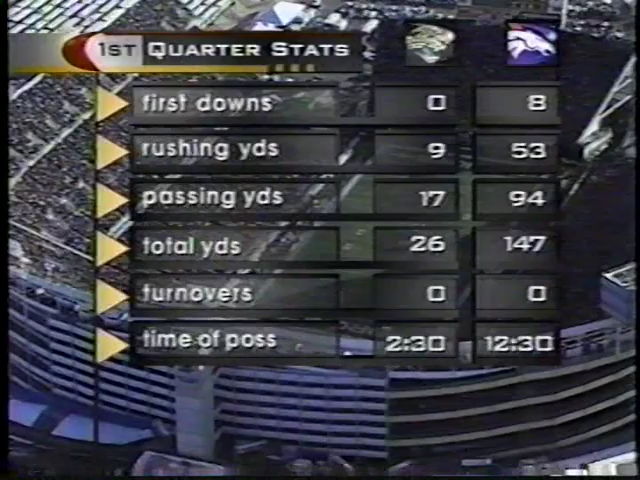 1ST QUARTER STATS
first downs 0 8
rushing yds 9 53
passing yds 17 94
total yds 26 147
turnovers 0 0
time of poss 2:30 12:30